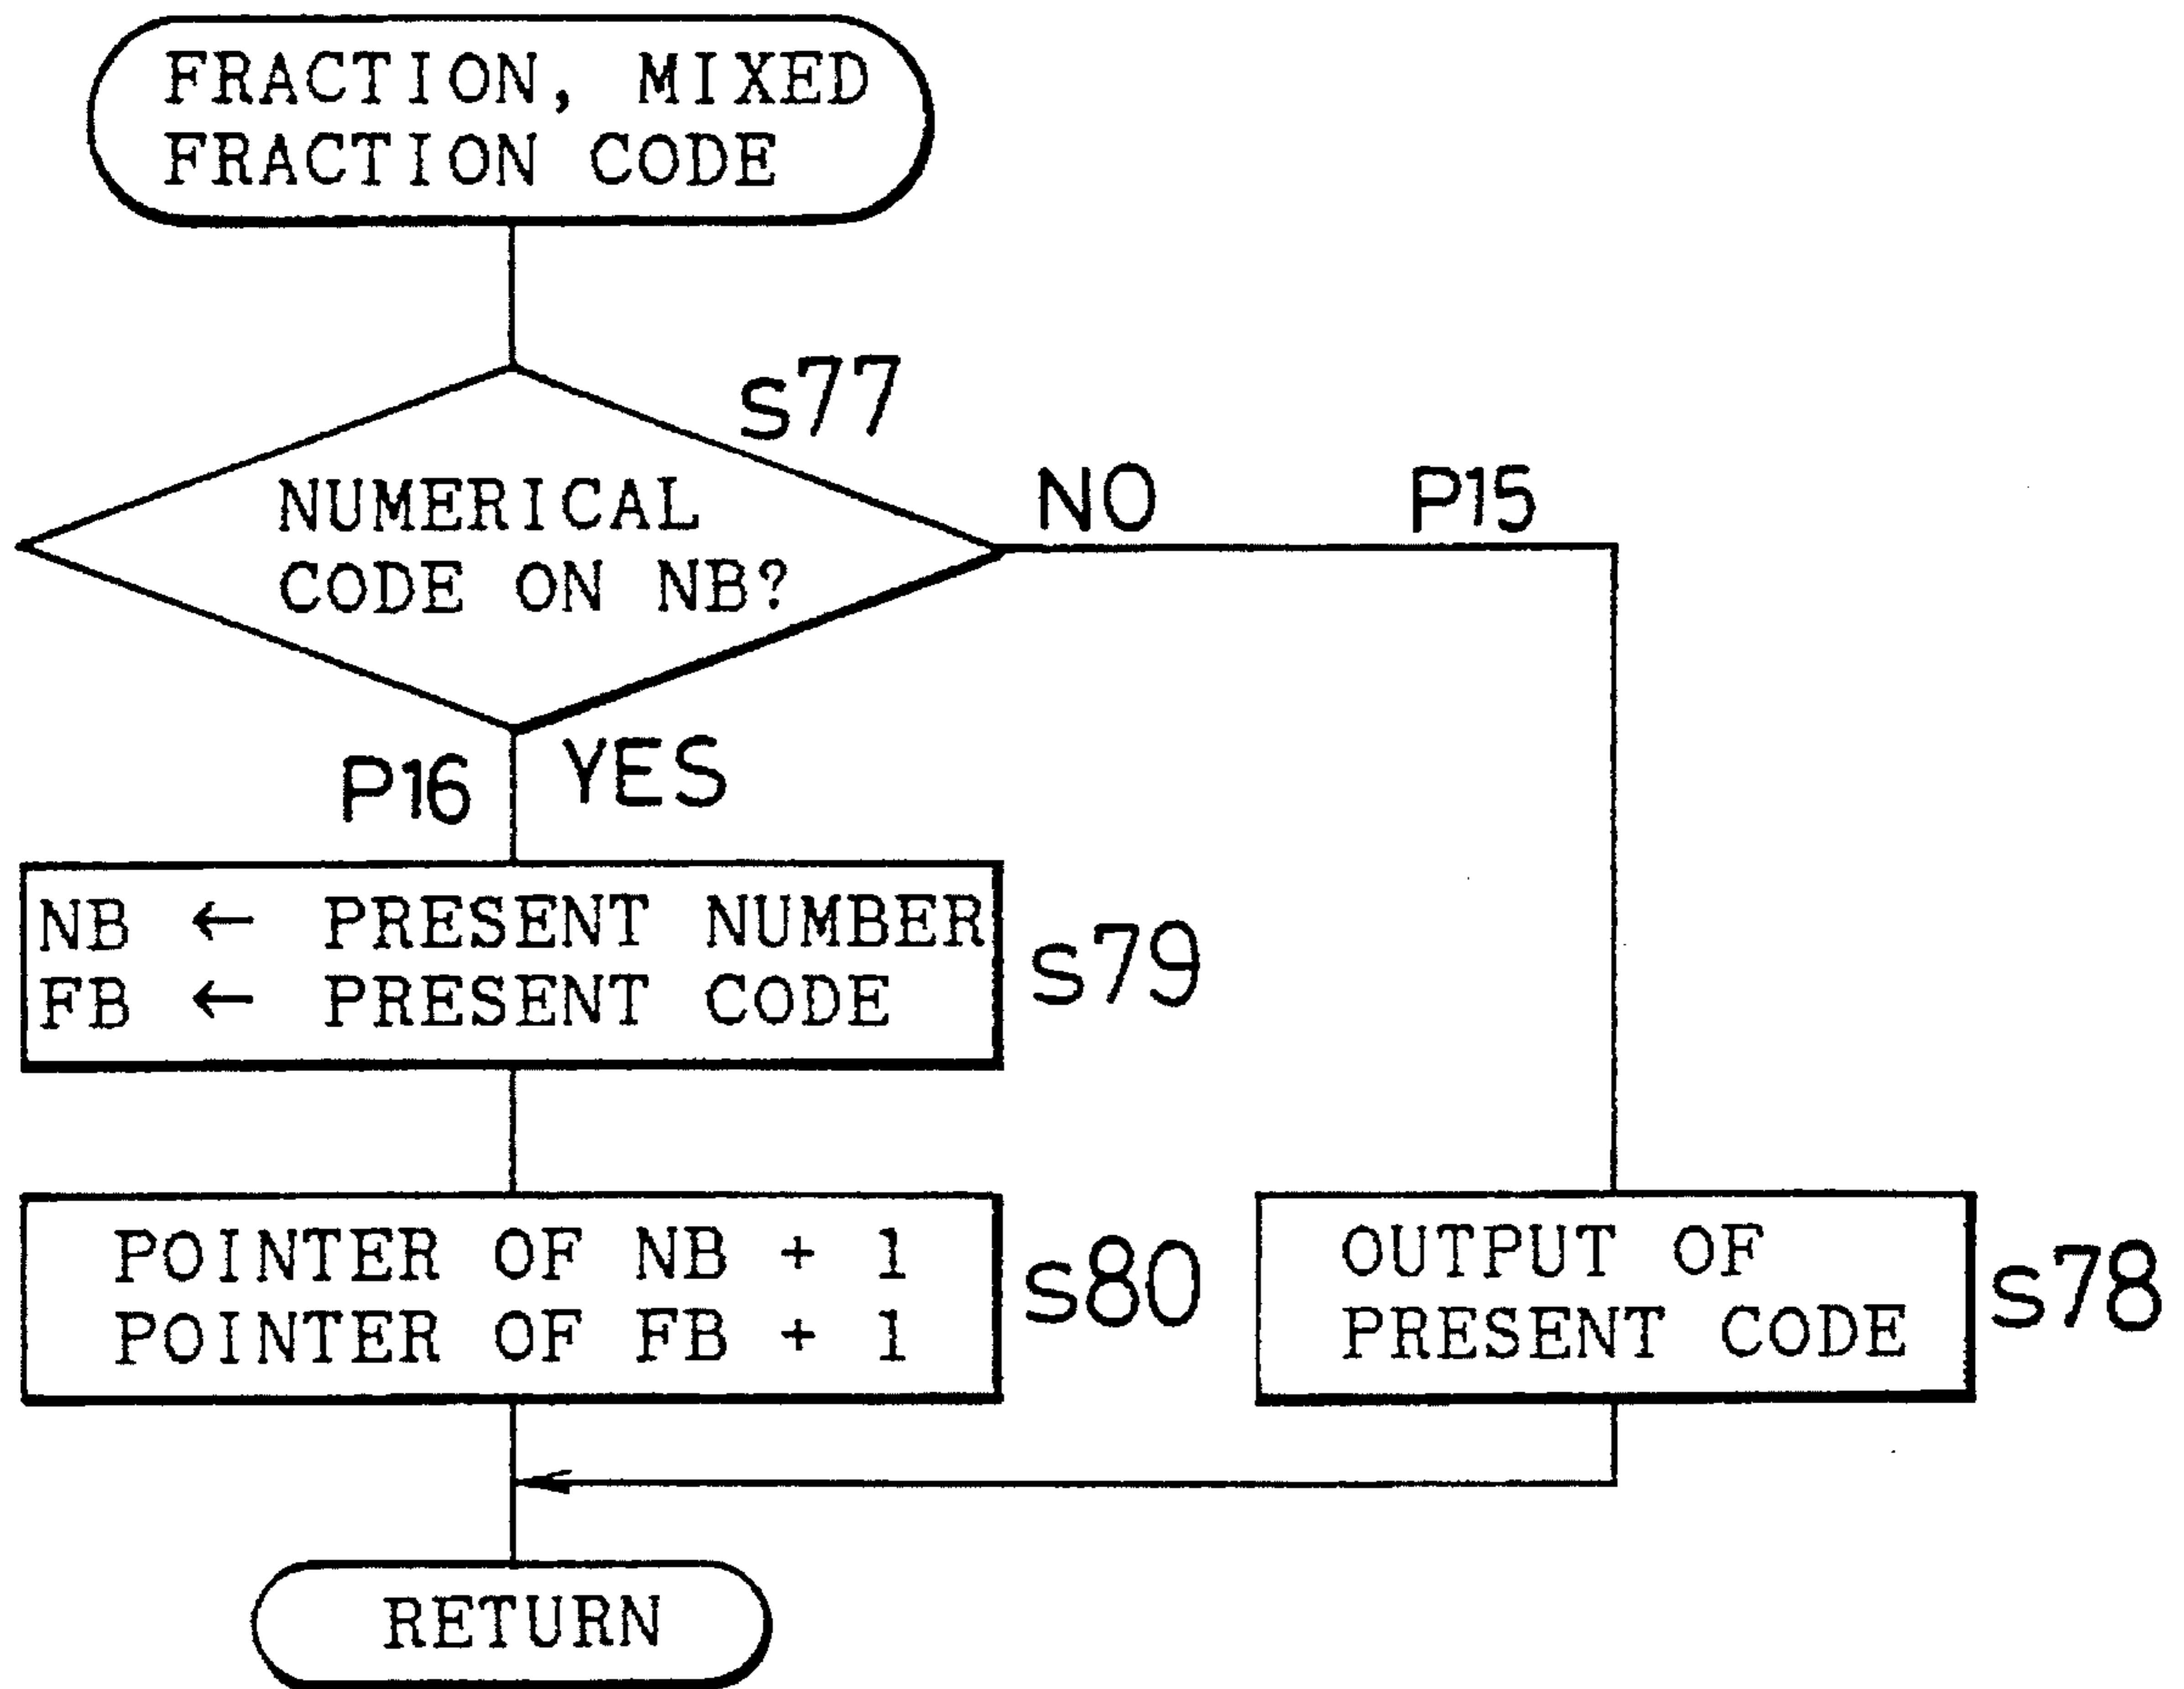 FRACTION, MIXED
FRACTION CODE
s77
NUMERICAL
CODE ON NB?
NO
P15
P16
YES
NB ← PRESENT NUMBER
FB ← PRESENT CODE
s79
POINTER OF NB + 1
POINTER OF FB + 1
s80
OUTPUT OF
PRESENT CODE
s78
RETURN